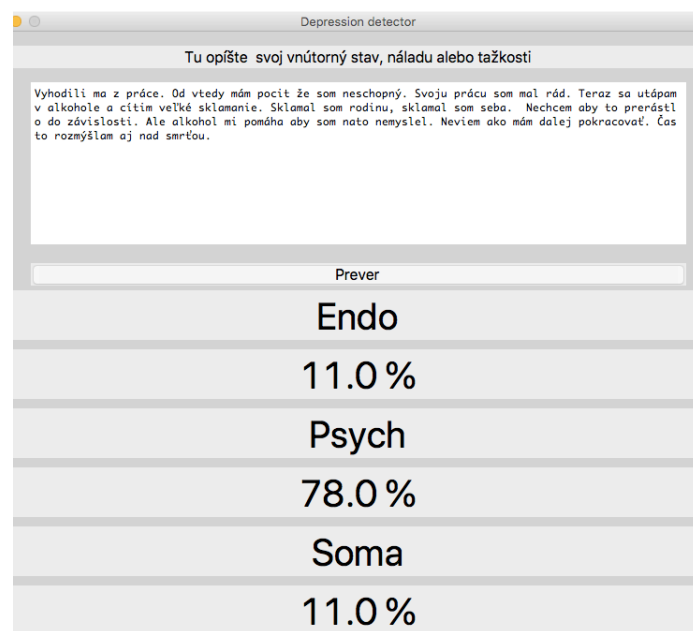 Depression detector
Tu opíšte  svoj vnútorný stav, náladu alebo tažkosti
Vyhodili ma z práce. Od vtedy mám pocit že som neschopný. Svoju prácu som mal rád. Teraz sa utápam
v alkohole a cítim veľké sklamanie. Sklamal som rodinu, sklamal som seba.  Nechcem aby to prerástl
o do závislosti. Ale alkohol mi pomáha aby som nato nemyslel. Neviem ako mám dalej pokracovať. Čas
to rozmýšlam aj nad smrťou.
Prever
Endo
11.0 %
Psych
78.0 %
Soma
11.0 %